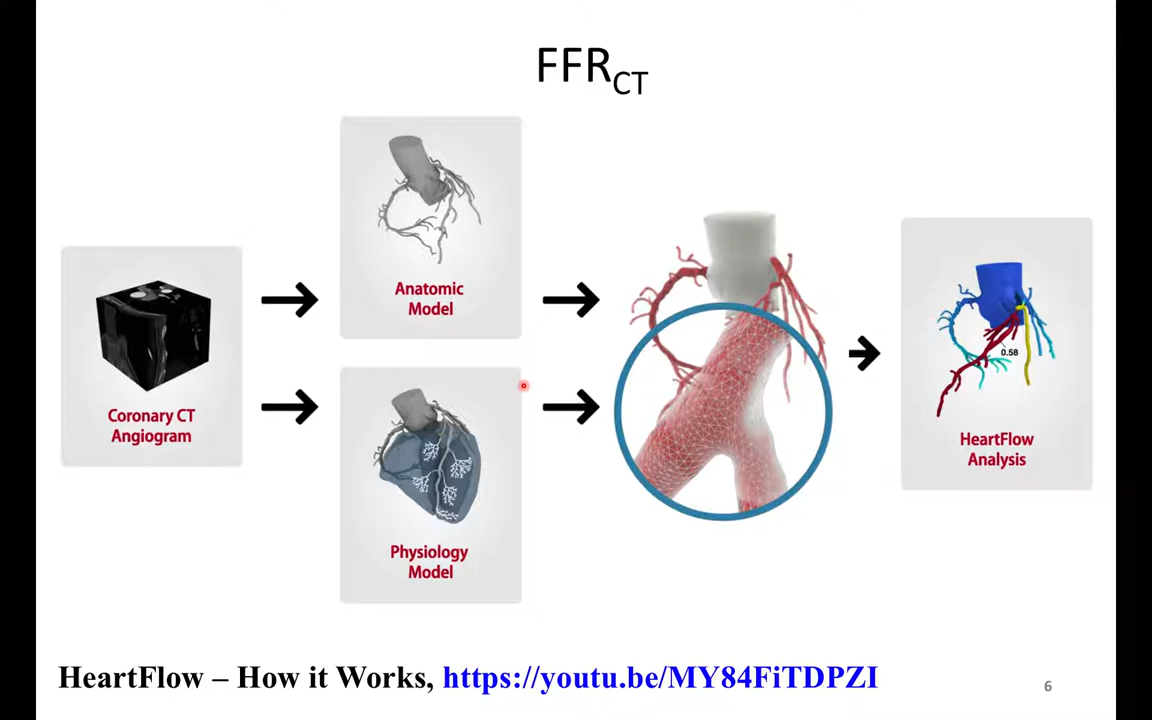 FFRCT
Anatomic
Model
Coronary CT
Angiogram
Physiology
Model
0.58
HeartFlow
Analysis
HeartFlow – How it Works, https://youtu.be/MY84FiTDPZI
6